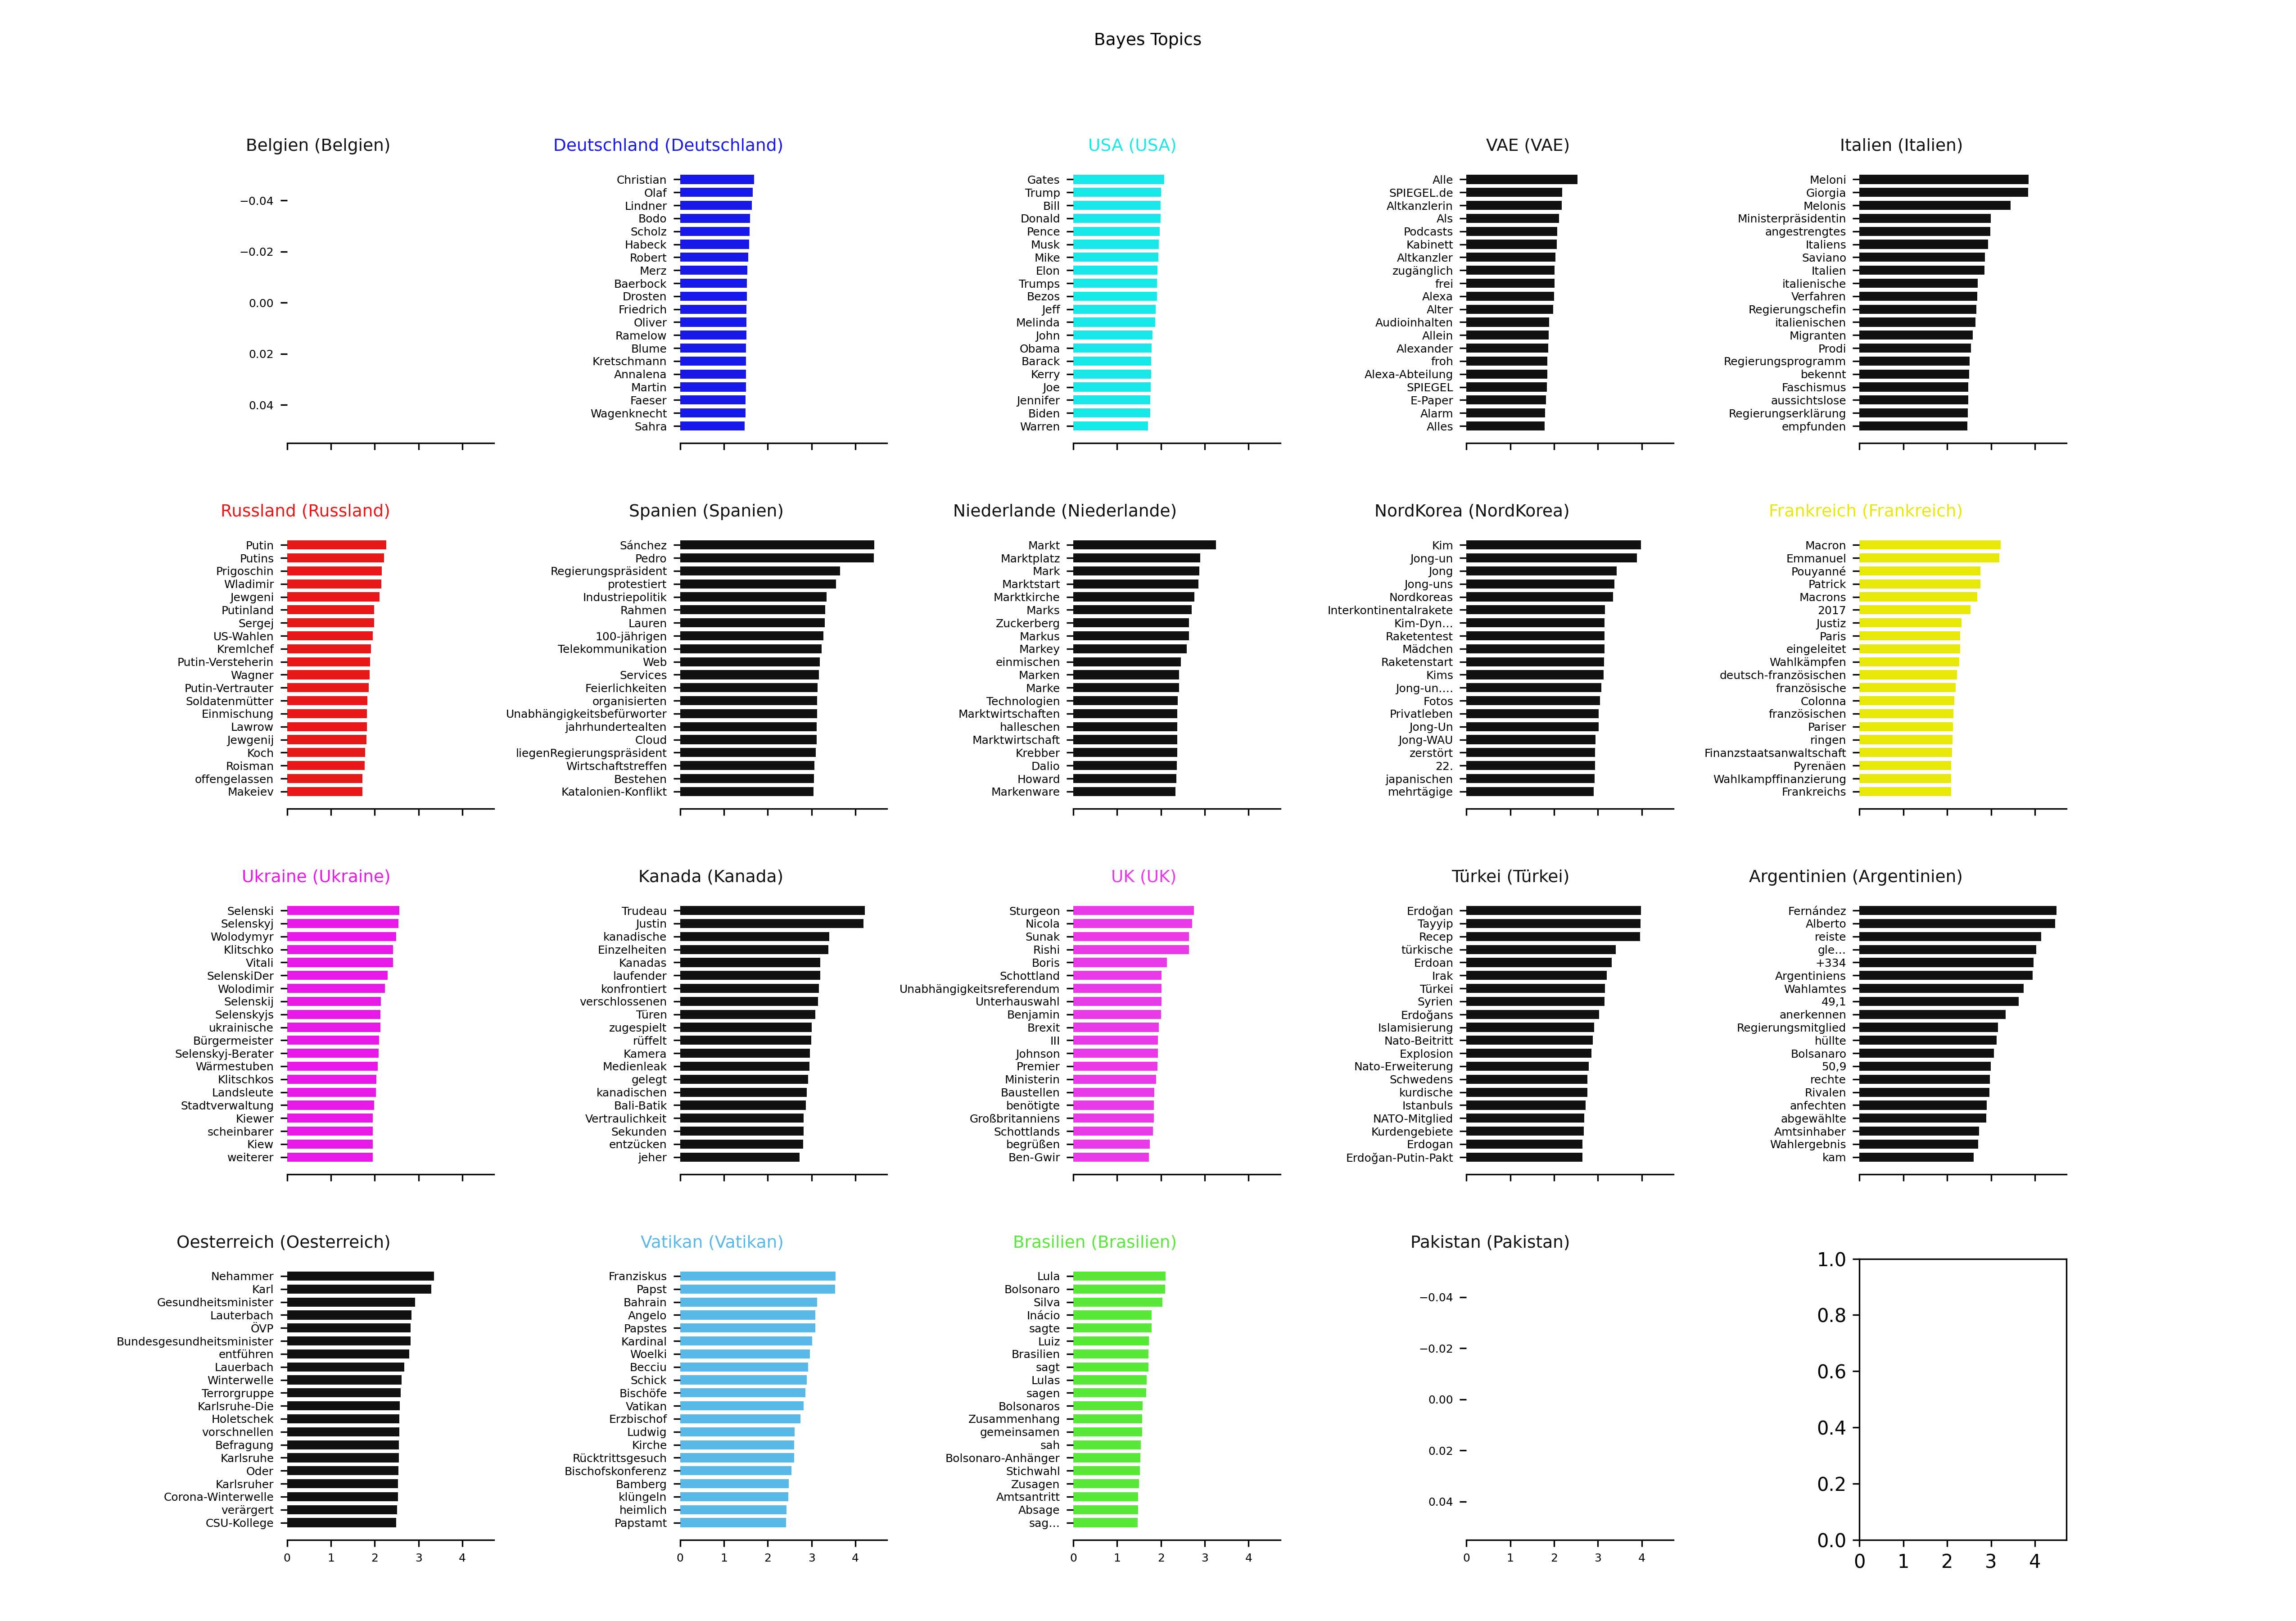 Bayes Topics
Belgien (Belgien)
−0.04
−0.02
0.00
0.02
0.04
Deutschland (Deutschland)
Christian
Olaf
Lindner
Bodo
Scholz
Habeck
Robert
Merz
Baerbock
Drosten
Friedrich
Oliver
Ramelow
Blume
Kretschmann
Annalena
Martin
Faeser
Wagenknecht
Sahra
USA (USA)
Gates
Trump
Bill
Donald
Pence
Musk
Mike
Elon
Trumps
Bezos
Jeff
Melinda
John
Obama
Barack
Kerry
Joe
Jennifer
Biden
Warren
VAE (VAE)
Alle
SPIEGEL.de
Altkanzlerin
Als
Podcasts
Kabinett
Altkanzler
zugänglich
frei
Alexa
Alter
Audioinhalten
Allein
Alexander
froh
Alexa-Abteilung
SPIEGEL
E-Paper
Alarm
Alles
Italien (Italien)
Meloni
Giorgia
Melonis
Ministerpräsidentin
angestrengtes
Italiens
Saviano
Italien
italienische
Verfahren
Regierungschefin
italienischen
Migranten
Prodi
Regierungsprogramm
bekennt
Faschismus
aussichtslose
Regierungserklärung
empfunden
Russland (Russland)
Putin
Putins
Prigoschin
Wladimir
Jewgeni
Putinland
Sergej
US-Wahlen
Kremlchef
Putin-Versteherin
Wagner
Putin-Vertrauter
Soldatenmütter
Einmischung
Lawrow
Jewgenij
Koch
Roisman
offengelassen
Makeiev
Spanien (Spanien)
Sánchez
Pedro
Regierungspräsident
protestiert
Industriepolitik
Rahmen
Lauren
100-jährigen
Telekommunikation
Web
Services
Feierlichkeiten
organisierten
Unabhängigkeitsbefürworter
jahrhundertealten
Cloud
liegenRegierungspräsident
Wirtschaftstreffen
Bestehen
Katalonien-Konflikt
Niederlande (Niederlande)
Markt
Marktplatz
Mark
Marktstart
Marktkirche
Marks
Zuckerberg
Markus
Markey
einmischen
Marken
Marke
Technologien
Marktwirtschaften
halleschen
Marktwirtschaft
Krebber
Dalio
Howard
Markenware
NordKorea (NordKorea)
Kim
Jong-un
Jong
Jong-uns
Nordkoreas
Interkontinentalrakete
Kim-Dyn...
Raketentest
Mädchen
Raketenstart
Kims
Jong-un....
Fotos
Privatleben
Jong-Un
Jong-WAU
zerstört
22.
japanischen
mehrtägige
Frankreich (Frankreich)
Macron
Emmanuel
Pouyanné
Patrick
Macrons
2017
Justiz
Paris
eingeleitet
Wahlkämpfen
deutsch-französischen
französische
Colonna
französischen
Pariser
ringen
Finanzstaatsanwaltschaft
Pyrenäen
Wahlkampffinanzierung
Frankreichs
Ukraine (Ukraine)
Selenski
Selenskyj
Wolodymyr
Klitschko
Vitali
SelenskiDer
Wolodimir
Selenskij
Selenskyjs
ukrainische
Bürgermeister
Selenskyj-Berater
Wärmestuben
Klitschkos
Landsleute
Stadtverwaltung
Kiewer
scheinbarer
Kiew
weiterer
Kanada (Kanada)
Trudeau
Justin
kanadische
Einzelheiten
Kanadas
laufender
konfrontiert
verschlossenen
Türen
zugespielt
rüffelt
Kamera
Medienleak
gelegt
kanadischen
Bali-Batik
Vertraulichkeit
Sekunden
entzücken
jeher
UK (UK)
Sturgeon
Nicola
Sunak
Rishi
Boris
Schottland
Unabhängigkeitsreferendum
Unterhauswahl
Benjamin
Brexit
III
Johnson
Premier
Ministerin
Baustellen
benötigte
Großbritanniens
Schottlands
begrüßen
Ben-Gwir
Türkei (Türkei)
Erdoğan
Tayyip
Recep
türkische
Erdoan
Irak
Türkei
Syrien
Erdoğans
Islamisierung
Nato-Beitritt
Explosion
Nato-Erweiterung
Schwedens
kurdische
Istanbuls
NATO-Mitglied
Kurdengebiete
Erdogan
Erdoğan-Putin-Pakt
Argentinien (Argentinien)
Fernández
Alberto
reiste
gle...
+334
Argentiniens
Wahlamtes
49,1
anerkennen
Regierungsmitglied
hüllte
Bolsanaro
50,9
rechte
Rivalen
anfechten
abgewählte
Amtsinhaber
Wahlergebnis
kam
Oesterreich (Oesterreich)
Nehammer
Karl
Gesundheitsminister
Lauterbach
ÖVP
Bundesgesundheitsminister
entführen
Lauerbach
Winterwelle
Terrorgruppe
Karlsruhe-Die
Holetschek
vorschnellen
Befragung
Karlsruhe
Oder
Karlsruher
Corona-Winterwelle
verärgert
CSU-Kollege
0 1 2 3 4
Vatikan (Vatikan)
Franziskus
Papst
Bahrain
Angelo
Papstes
Kardinal
Woelki
Becciu
Schick
Bischöfe
Vatikan
Erzbischof
Ludwig
Kirche
Rücktrittsgesuch
Bischofskonferenz
Bamberg
klüngeln
heimlich
Papstamt
0 1 2 3 4
Brasilien (Brasilien)
Lula
Bolsonaro
Silva
Inácio
sagte
Luiz
Brasilien
sagt
Lulas
sagen
Bolsonaros
Zusammenhang
gemeinsamen
sah
Bolsonaro-Anhänger
Stichwahl
Zusagen
Amtsantritt
Absage
sag...
0 1 2 3 4
Pakistan (Pakistan)
−0.04
−0.02
0.00
0.02
0.04
0 1 2 3 4
1.0
0.8
0.6
0.4
0.2
0.0
0 1 2 3 4